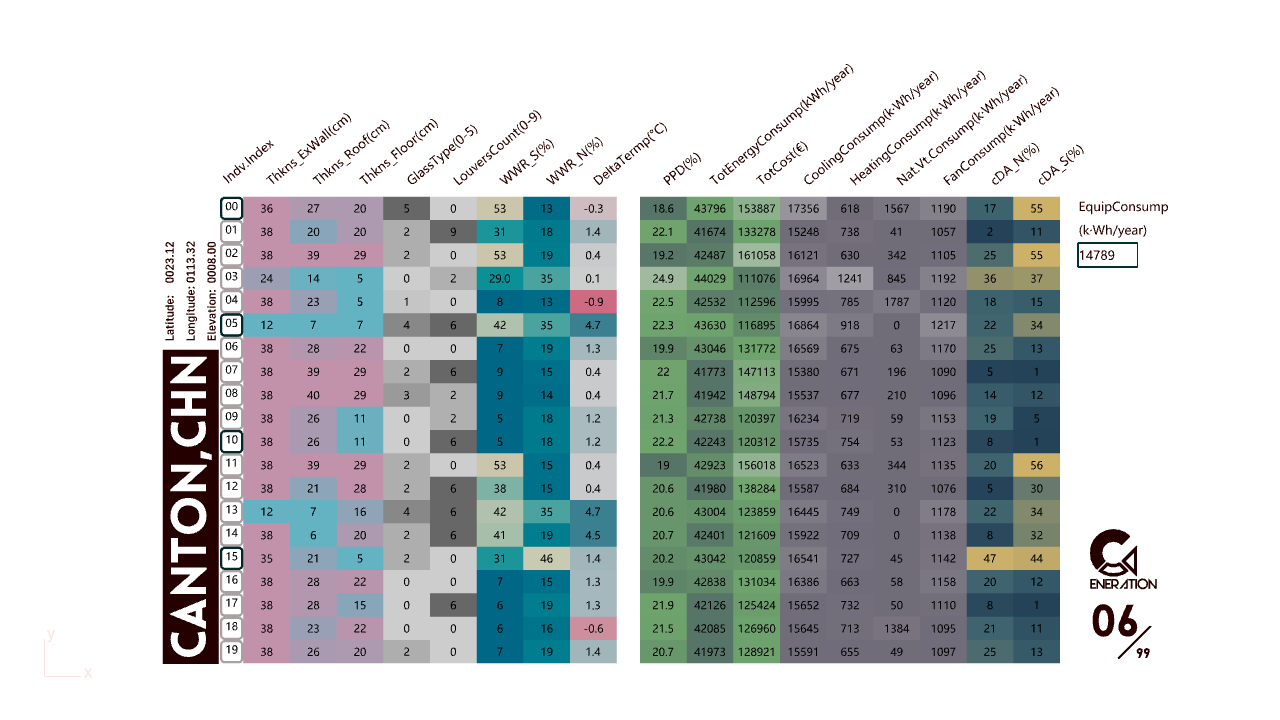 Indv.Index Thkns_ExWall(cm) Thkns_Roof(cm) Thkns_Floor(cm) GlassType(0-5) LouversCount(0-9) WWR_S(%) WWR_N(%) DeltaTermp(°C) PPD(%) TotEnergyConsump(kWh/year) TotCost(€) CoolingConsump(k·Wh/year) HeatingConsump(k·Wh/year) Nat.Vt.Consump(k·Wh/year) FanConsump(k·Wh/year) cDA_N(%) cDA_S(%)
00 36 27 20 5 0 53 13 -0.3 18.6 43796 153887 17356 618 1567 1190 17 55
01 38 20 20 2 9 31 18 1.4 22.1 41674 133278 15248 738 41 1057 2 11
02 38 39 29 2 0 53 19 0.4 19.2 42487 161058 16121 630 342 1105 25 55
03 24 14 5 0 2 29.0 35 0.1 24.9 44029 111076 16964 1241 845 1192 36 37
04 38 23 5 1 0 8 13 -0.9 22.5 42532 112596 15995 785 1787 1120 18 15
05 12 7 7 4 6 42 35 4.7 22.3 43630 116895 16864 918 0 1217 22 34
06 38 28 22 0 0 7 19 1.3 19.9 43046 131772 16569 675 63 1170 25 13
07 38 39 29 2 6 9 15 0.4 22 41773 147113 15380 671 196 1090 5 1
08 38 40 29 3 2 9 14 0.4 21.7 41942 148794 15537 677 210 1096 14 12
09 38 26 11 0 2 5 18 1.2 21.3 42738 120397 16234 719 59 1153 19 5
10 38 26 11 0 6 5 18 1.2 22.2 42243 120312 15735 754 53 1123 8 1
11 38 39 29 2 0 53 15 0.4 19 42923 156018 16523 633 344 1135 20 56
12 38 21 28 2 6 38 15 0.4 20.6 41980 138284 15587 684 310 1076 5 30
13 12 7 16 4 6 42 35 4.7 20.6 43004 123859 16445 749 0 1178 22 34
14 38 6 20 2 6 41 19 4.5 20.7 42401 121609 15922 709 0 1138 8 32
15 35 21 5 2 0 31 46 1.4 20.2 43042 120859 16541 727 45 1142 47 44
16 38 28 22 0 0 7 15 1.3 19.9 42838 131034 16386 663 58 1158 20 12
17 38 28 15 0 6 6 19 1.3 21.9 42126 125424 15652 732 50 1110 8 1
18 38 23 22 0 0 6 16 -0.6 21.5 42085 126960 15645 713 1384 1095 21 11
19 38 26 20 2 0 7 19 1.4 20.7 41973 128921 15591 655 49 1097 25 13
Latitude: 0023.12
Longitude: 0113.32
Elevation: 0008.00
CANTON,CHN
EquipConsump
(k·Wh/year)
14789
ENERATION
06/99
y
x